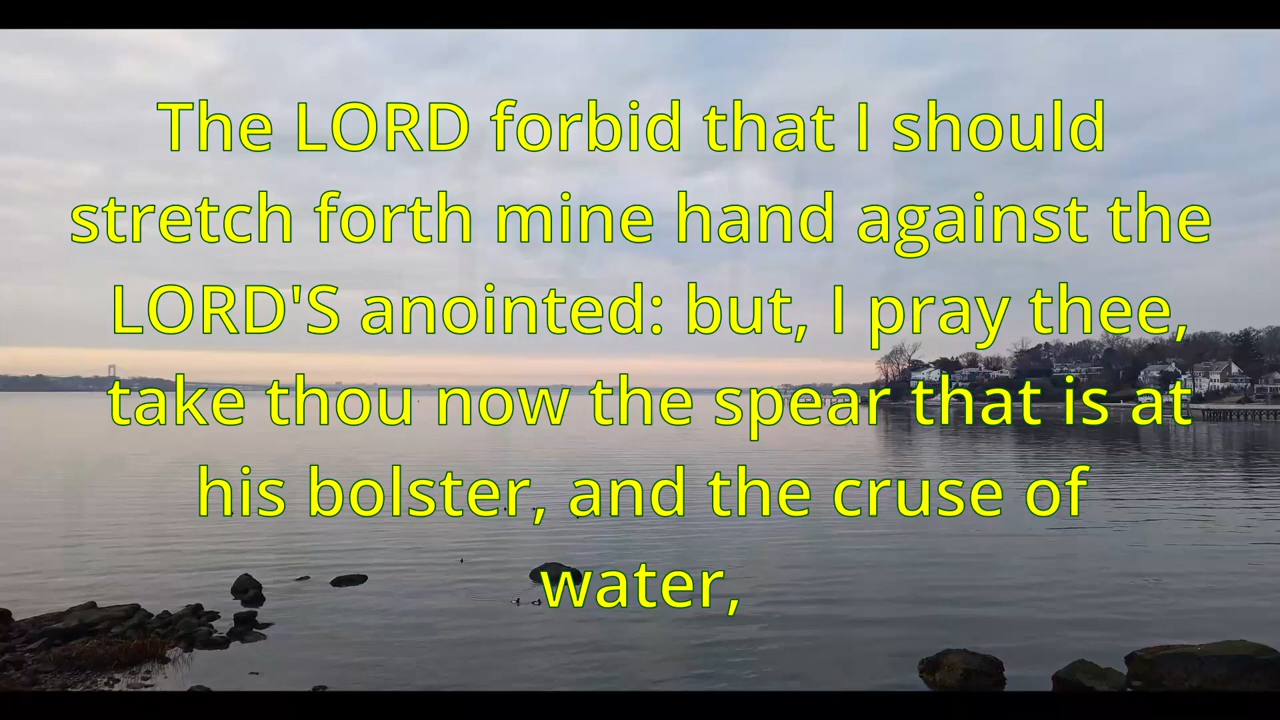 The LORD forbid that I should
stretch forth mine hand against the
LORD'S anointed: but, I pray thee,
take thou now the spear that is at
his bolster, and the cruse of
water,